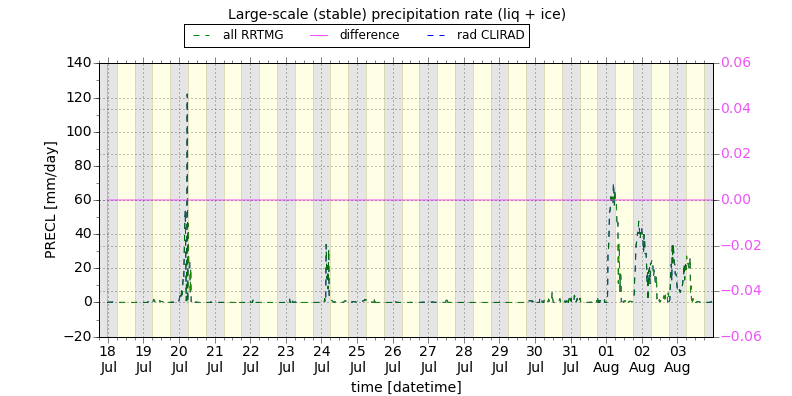 Large-scale (stable) precipitation rate (liq + ice)
all RRTMG difference rad CLIRAD
140
120
100
80
60
40
20
0
−20
PRECL [mm/day]
0.06
0.04
0.02
0.00
−0.02
−0.04
−0.06
18 19 20 21 22 23 24 25 26 27 28 29 30 31 01 02 03
Jul Jul Jul Jul Jul Jul Jul Jul Jul Jul Jul Jul Jul Jul Aug Aug Aug
time [datetime]